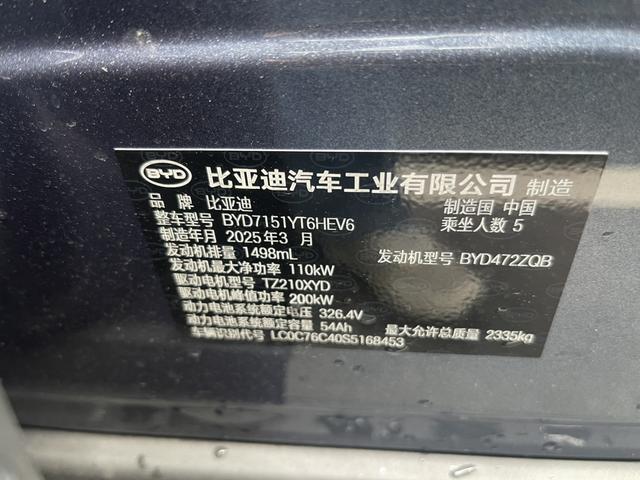 BYD 比亚迪汽车工业有限公司 制造
品牌 比亚迪 制造国 中国
整车型号 BYD7151YT6HEV6 乘坐人数 5
制造年月 2025年3月
发动机排量 1498mL 发动机型号 BYD472ZQB
发动机最大净功率 110kW
驱动电机型号 TZ210XYD
驱动电机峰值功率 200kW
动力电池系统额定电压 326.4V
动力电池系统额定容量 54Ah 最大允许总质量 2335kg
车辆识别代号 LC0C76C40S5168453